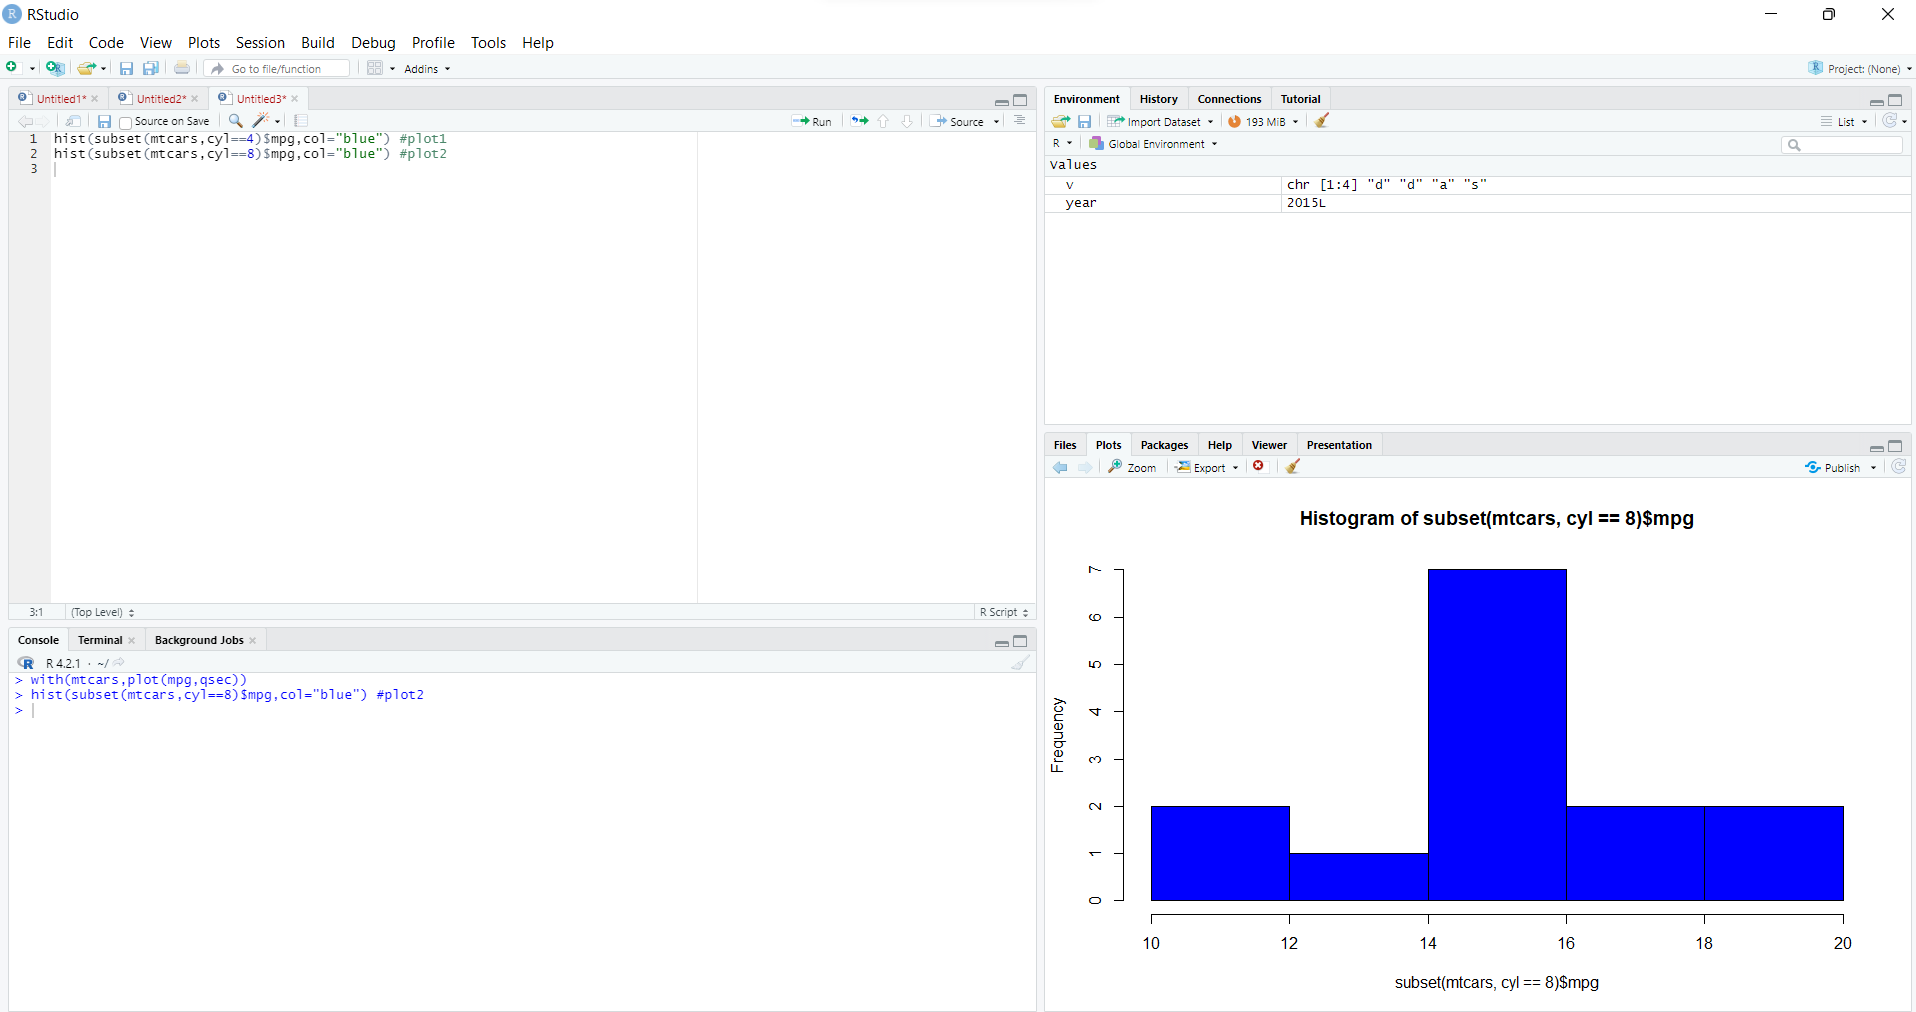 RStudio
File Edit Code View Plots Session Build Debug Profile Tools Help
Go to file/function Addins Project: (None)
Untitled1* Untitled2* Untitled3*
Source on Save Run Source
1 hist(subset(mtcars,cyl==4)$mpg,col="blue") #plot1
2 hist(subset(mtcars,cyl==8)$mpg,col="blue") #plot2
3
3:1 (Top Level) R Script
Console Terminal Background Jobs
R 4.2.1 · ~/
> with(mtcars,plot(mpg,qsec))
> hist(subset(mtcars,cyl==8)$mpg,col="blue") #plot2
>
Environment History Connections Tutorial
Import Dataset 193 MiB List
R Global Environment
Values
v chr [1:4] "d" "d" "a" "s"
year 2015L
Files Plots Packages Help Viewer Presentation
Zoom Export Publish
Histogram of subset(mtcars, cyl == 8)$mpg
Frequency
7
6
5
4
3
2
1
0
10 12 14 16 18 20
subset(mtcars, cyl == 8)$mpg